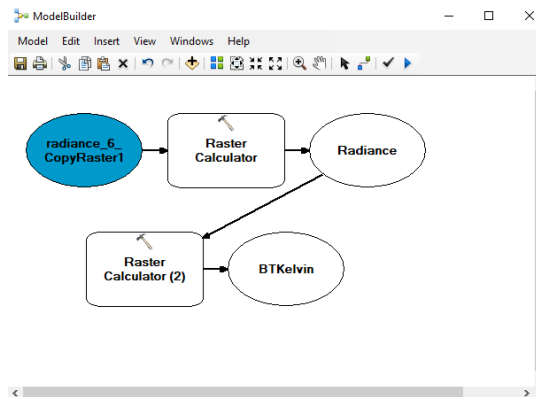 ModelBuilder
Model Edit Insert View Windows Help
radiance_6_
CopyRaster1
Raster
Calculator
Radiance
Raster
Calculator (2)
BTKelvin